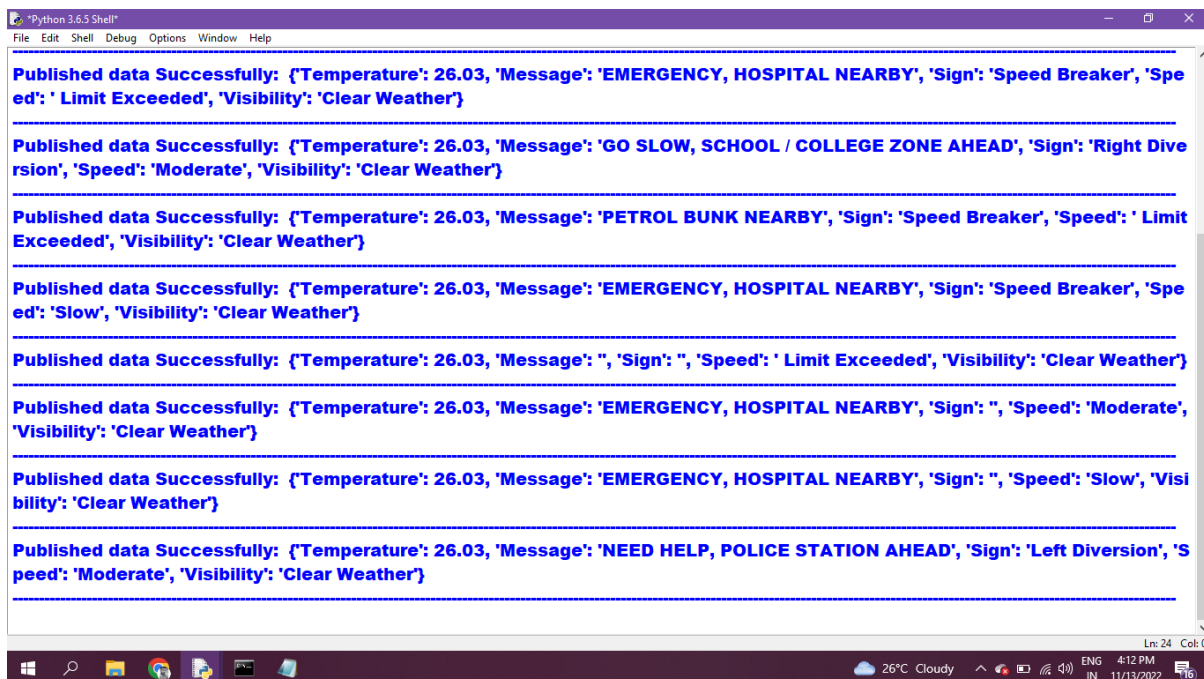 *Python 3.6.5 Shell*
File Edit Shell Debug Options Window Help
Published data Successfully: {'Temperature': 26.03, 'Message': 'EMERGENCY, HOSPITAL NEARBY', 'Sign': 'Speed Breaker', 'Spe
ed': ' Limit Exceeded', 'Visibility': 'Clear Weather'}
Published data Successfully: {'Temperature': 26.03, 'Message': 'GO SLOW, SCHOOL / COLLEGE ZONE AHEAD', 'Sign': 'Right Dive
rsion', 'Speed': 'Moderate', 'Visibility': 'Clear Weather'}
Published data Successfully: {'Temperature': 26.03, 'Message': 'PETROL BUNK NEARBY', 'Sign': 'Speed Breaker', 'Speed': ' Limit
Exceeded', 'Visibility': 'Clear Weather'}
Published data Successfully: {'Temperature': 26.03, 'Message': 'EMERGENCY, HOSPITAL NEARBY', 'Sign': 'Speed Breaker', 'Spe
ed': 'Slow', 'Visibility': 'Clear Weather'}
Published data Successfully: {'Temperature': 26.03, 'Message': '', 'Sign': '', 'Speed': ' Limit Exceeded', 'Visibility': 'Clear Weather'}
Published data Successfully: {'Temperature': 26.03, 'Message': 'EMERGENCY, HOSPITAL NEARBY', 'Sign': '', 'Speed': 'Moderate',
'Visibility': 'Clear Weather'}
Published data Successfully: {'Temperature': 26.03, 'Message': 'EMERGENCY, HOSPITAL NEARBY', 'Sign': '', 'Speed': 'Slow', 'Visi
bility': 'Clear Weather'}
Published data Successfully: {'Temperature': 26.03, 'Message': 'NEED HELP, POLICE STATION AHEAD', 'Sign': 'Left Diversion', 'S
peed': 'Moderate', 'Visibility': 'Clear Weather'}
Ln: 24 Col: 0
26°C Cloudy ENG 4:12 PM
IN 11/13/2022 16